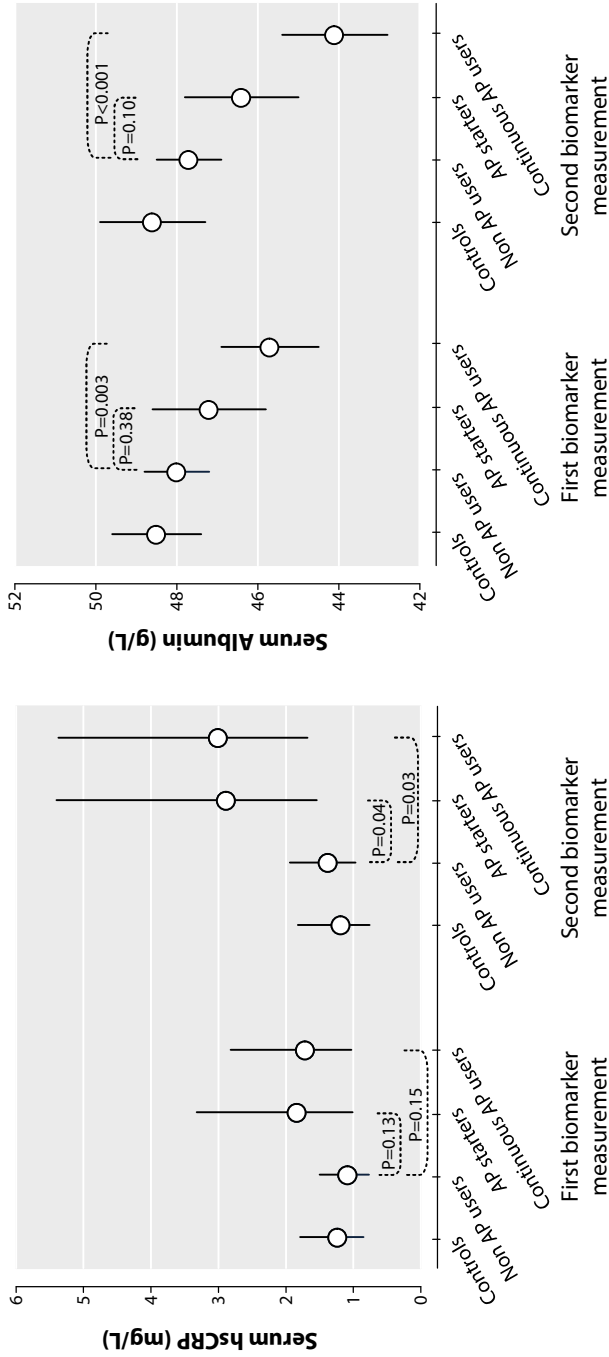 Serum hsCRP (mg/L)
6
5
4
3
2
1
0
P=0.13
P=0.15
P=0.04
P=0.03
Controls
Non AP users
AP starters
Continuous AP users
Controls
Non AP users
AP starters
Continuous AP users
First biomarker
measurement
Second biomarker
measurement
Serum Albumin (g/L)
52
50
48
46
44
42
P=0.003
P=0.38
P<0.001
P=0.10
Controls
Non AP users
AP starters
Continuous AP users
Controls
Non AP users
AP starters
Continuous AP users
First biomarker
measurement
Second biomarker
measurement